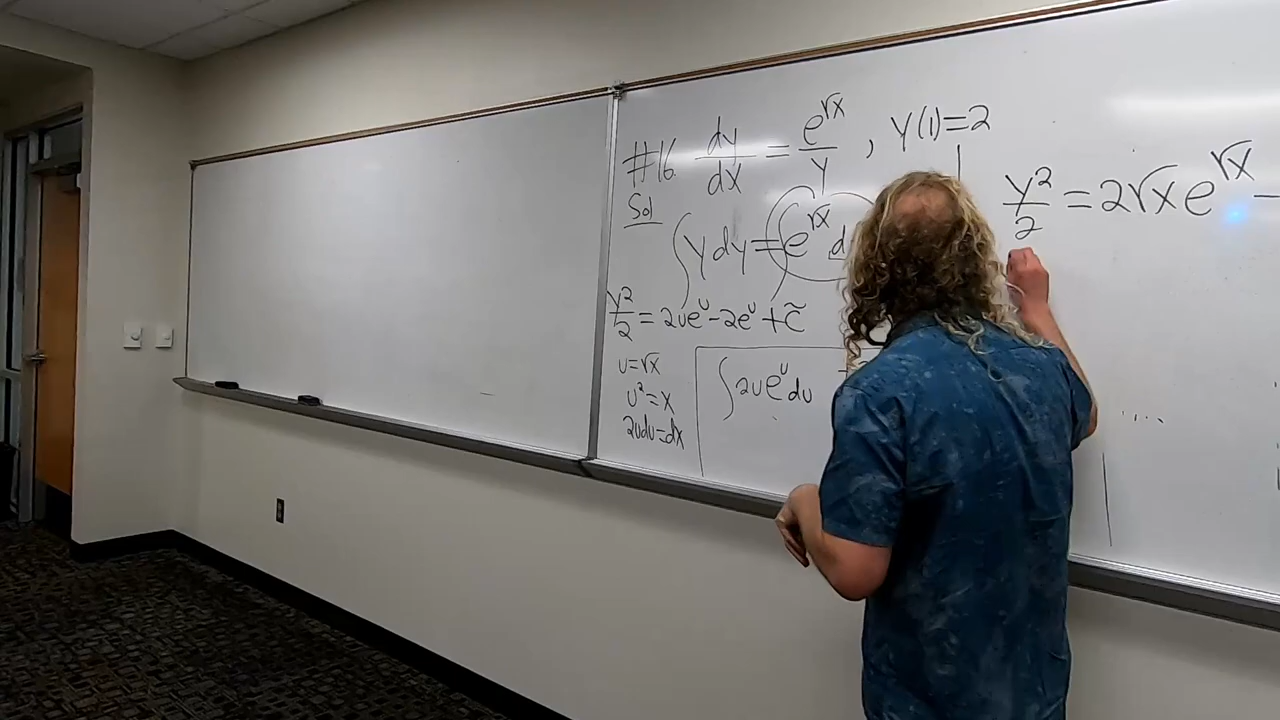 #16. dy/dx = e^√x/y , y(1)=2
Sol
∫y dy = ∫e^√x d
y²/2 = 2ue^u - 2e^u + c̃
u=√x
u²=x
2udu=dx
∫2ue^u du
y²/2 = 2√x e^√x -